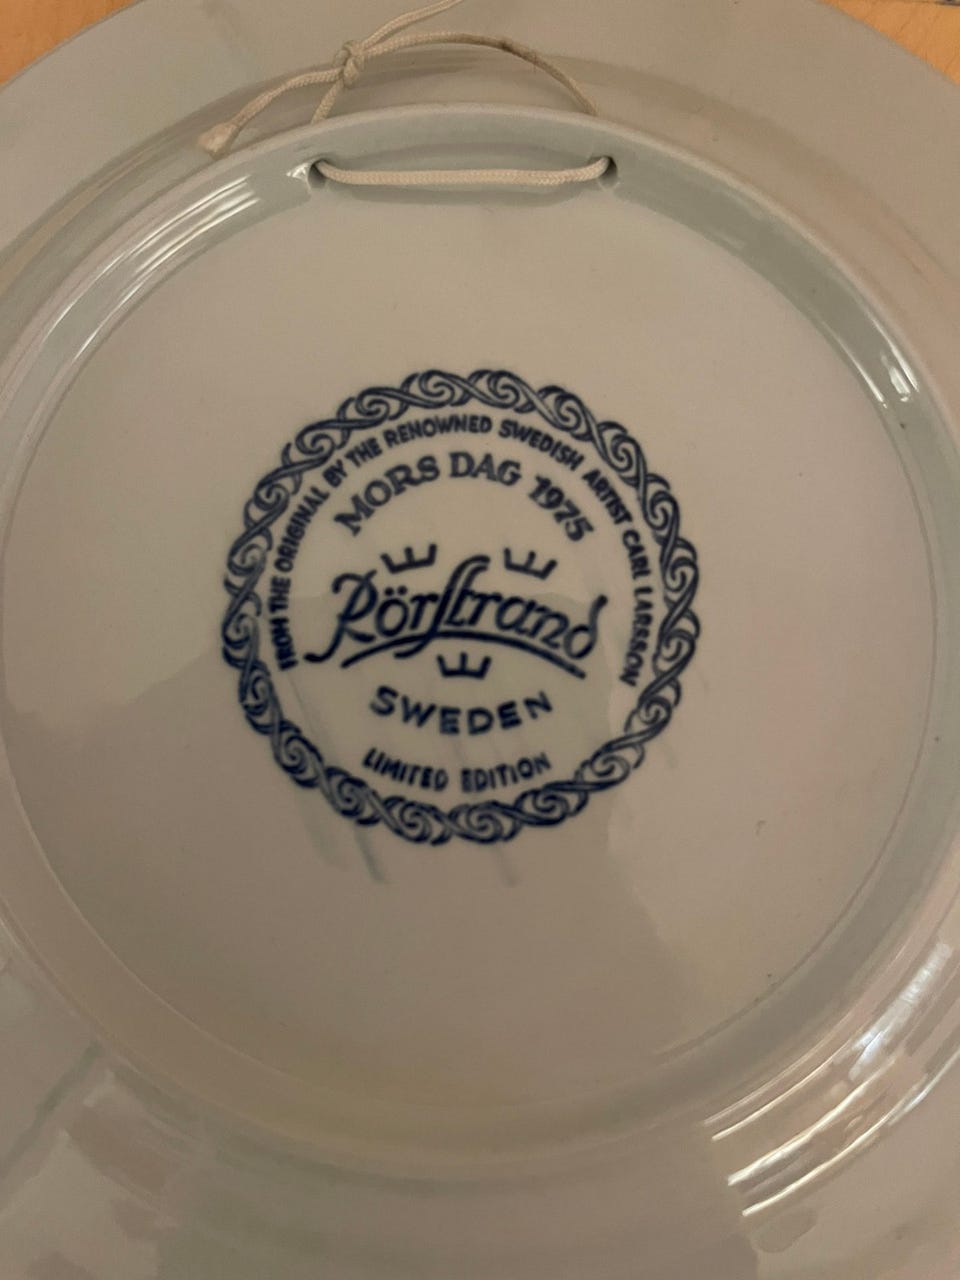 FROM THE ORIGINAL BY THE RENOWNED SWEDISH ARTIST CARL LARSSON
MORS DAG 1975
Rörstrand
SWEDEN
LIMITED EDITION